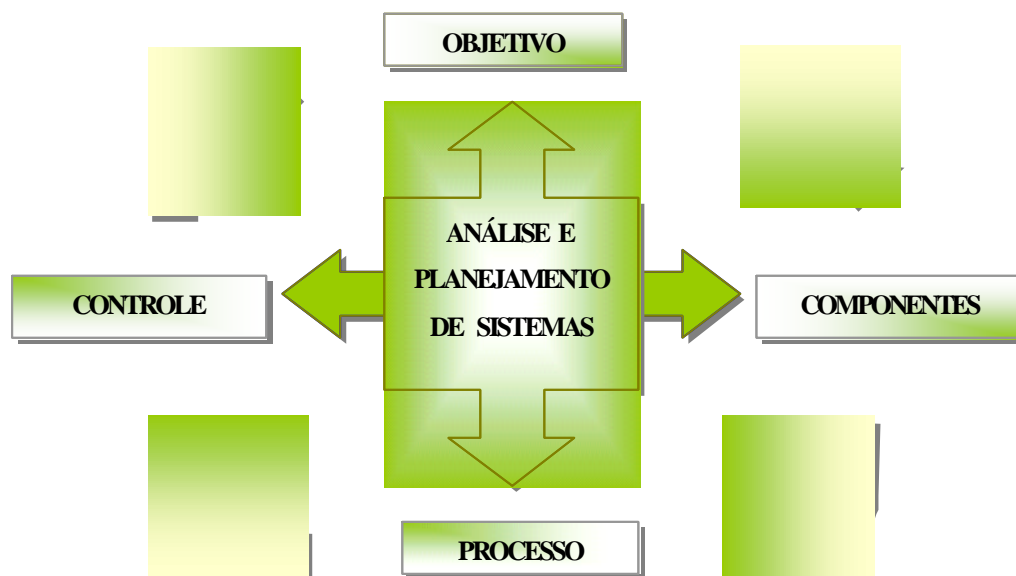 OBJETIVO
ANÁLISE E
PLANEJAMENTO
DE SISTEMAS
CONTROLE
COMPONENTES
PROCESSO